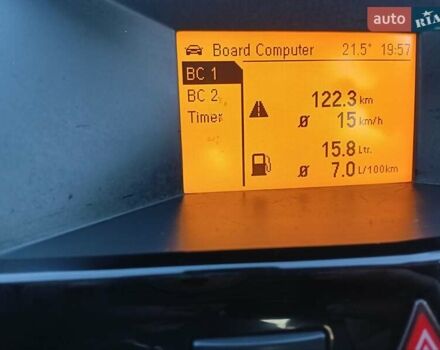 auto RIA
Board Computer 21.5° 19:57
BC 1
BC 2
Timer
122.3 km
Ø 15 km/h
15.8 Ltr.
Ø 7.0 L/100km